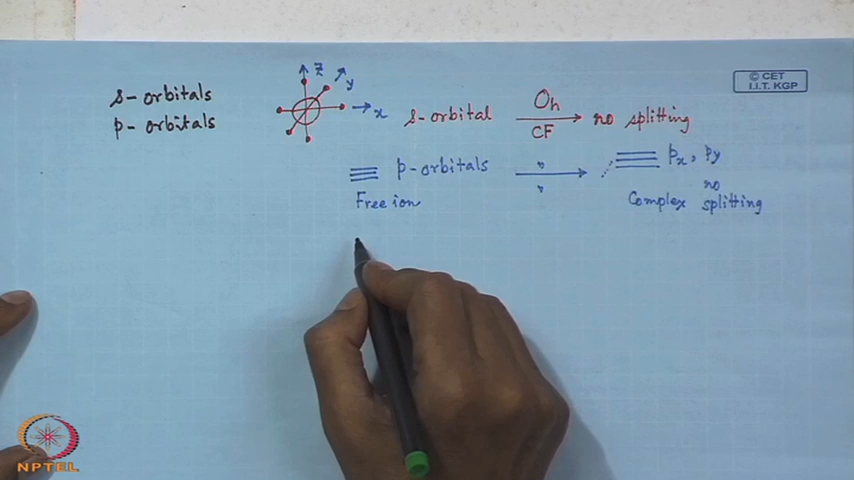 © CET
I.I.T. KGP
s-orbitals
p-orbitals
z
y
x
s-orbital Oh CF no splitting
p-orbitals px, py
Free ion
no
Complex splitting
NPTEL